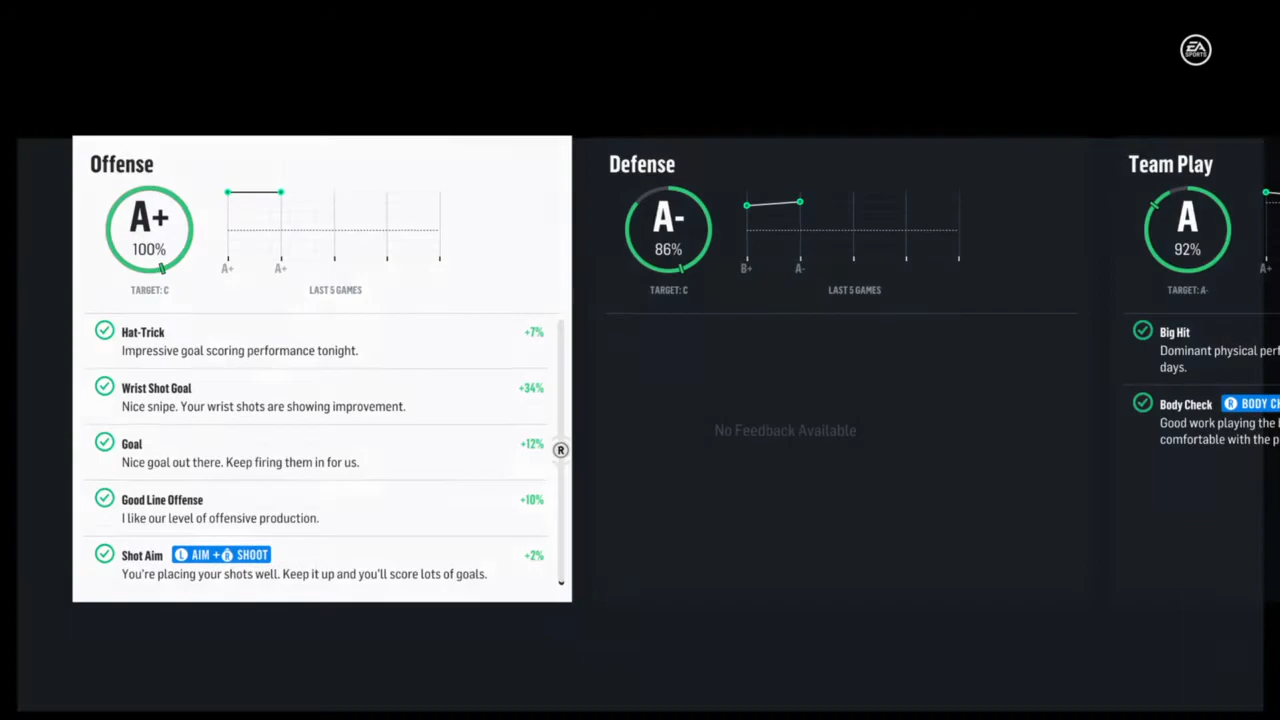 EA
SPORTS
Offense
A+
100%
TARGET: C
A+ A+
LAST 5 GAMES
Hat-Trick +7%
Impressive goal scoring performance tonight.
Wrist Shot Goal +34%
Nice snipe. Your wrist shots are showing improvement.
Goal +12%
Nice goal out there. Keep firing them in for us.
Good Line Offense +10%
I like our level of offensive production.
Shot Aim L AIM + R SHOOT +2%
You're placing your shots well. Keep it up and you'll score lots of goals.
R
Defense
A-
86%
TARGET: C
B+ A-
LAST 5 GAMES
No Feedback Available
Team Play
A
92%
TARGET: A-
A+
Big Hit
Dominant physical perf
days.
Body Check R BODY CH
Good work playing the b
comfortable with the p